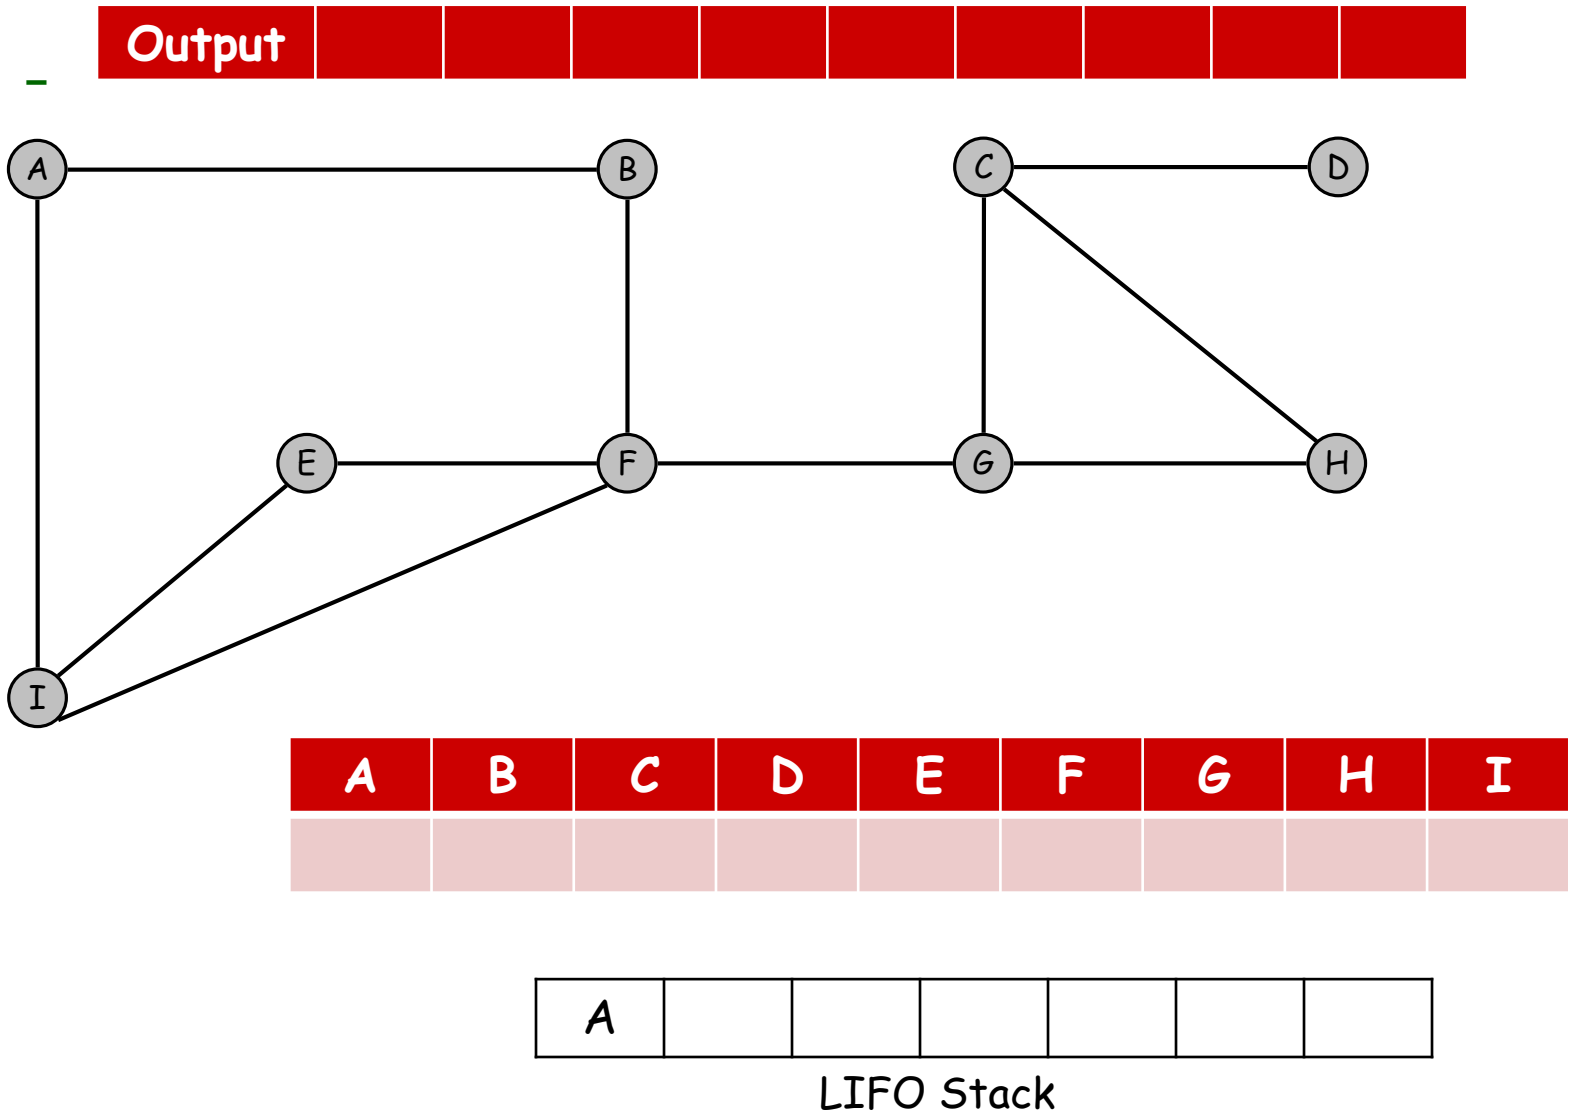 Output
–
A B C D
E F G H
I
A B C D E F G H I
A
LIFO Stack